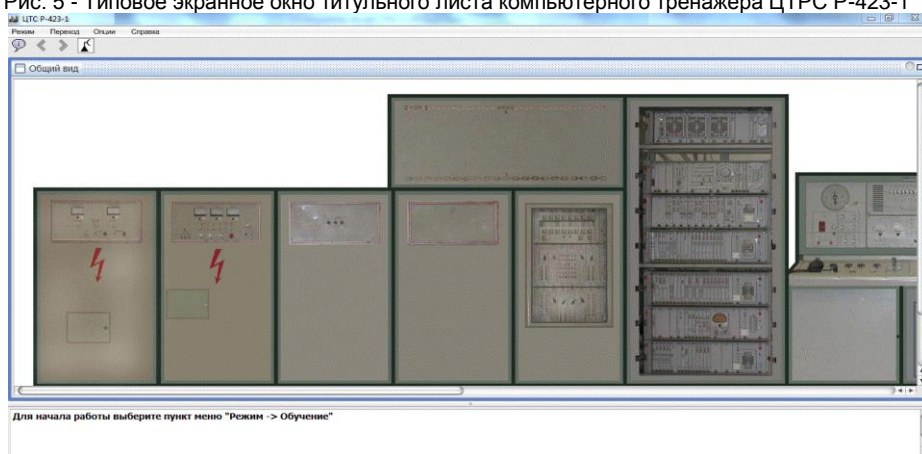 Рис. 5 - Типовое экранное окно титульного листа компьютерного тренажера ЦТРС Р-423-1
ЦТС Р-423-1
Режим Переход Опции Справка
Общий вид
Для начала работы выберите пункт меню "Режим -> Обучение"